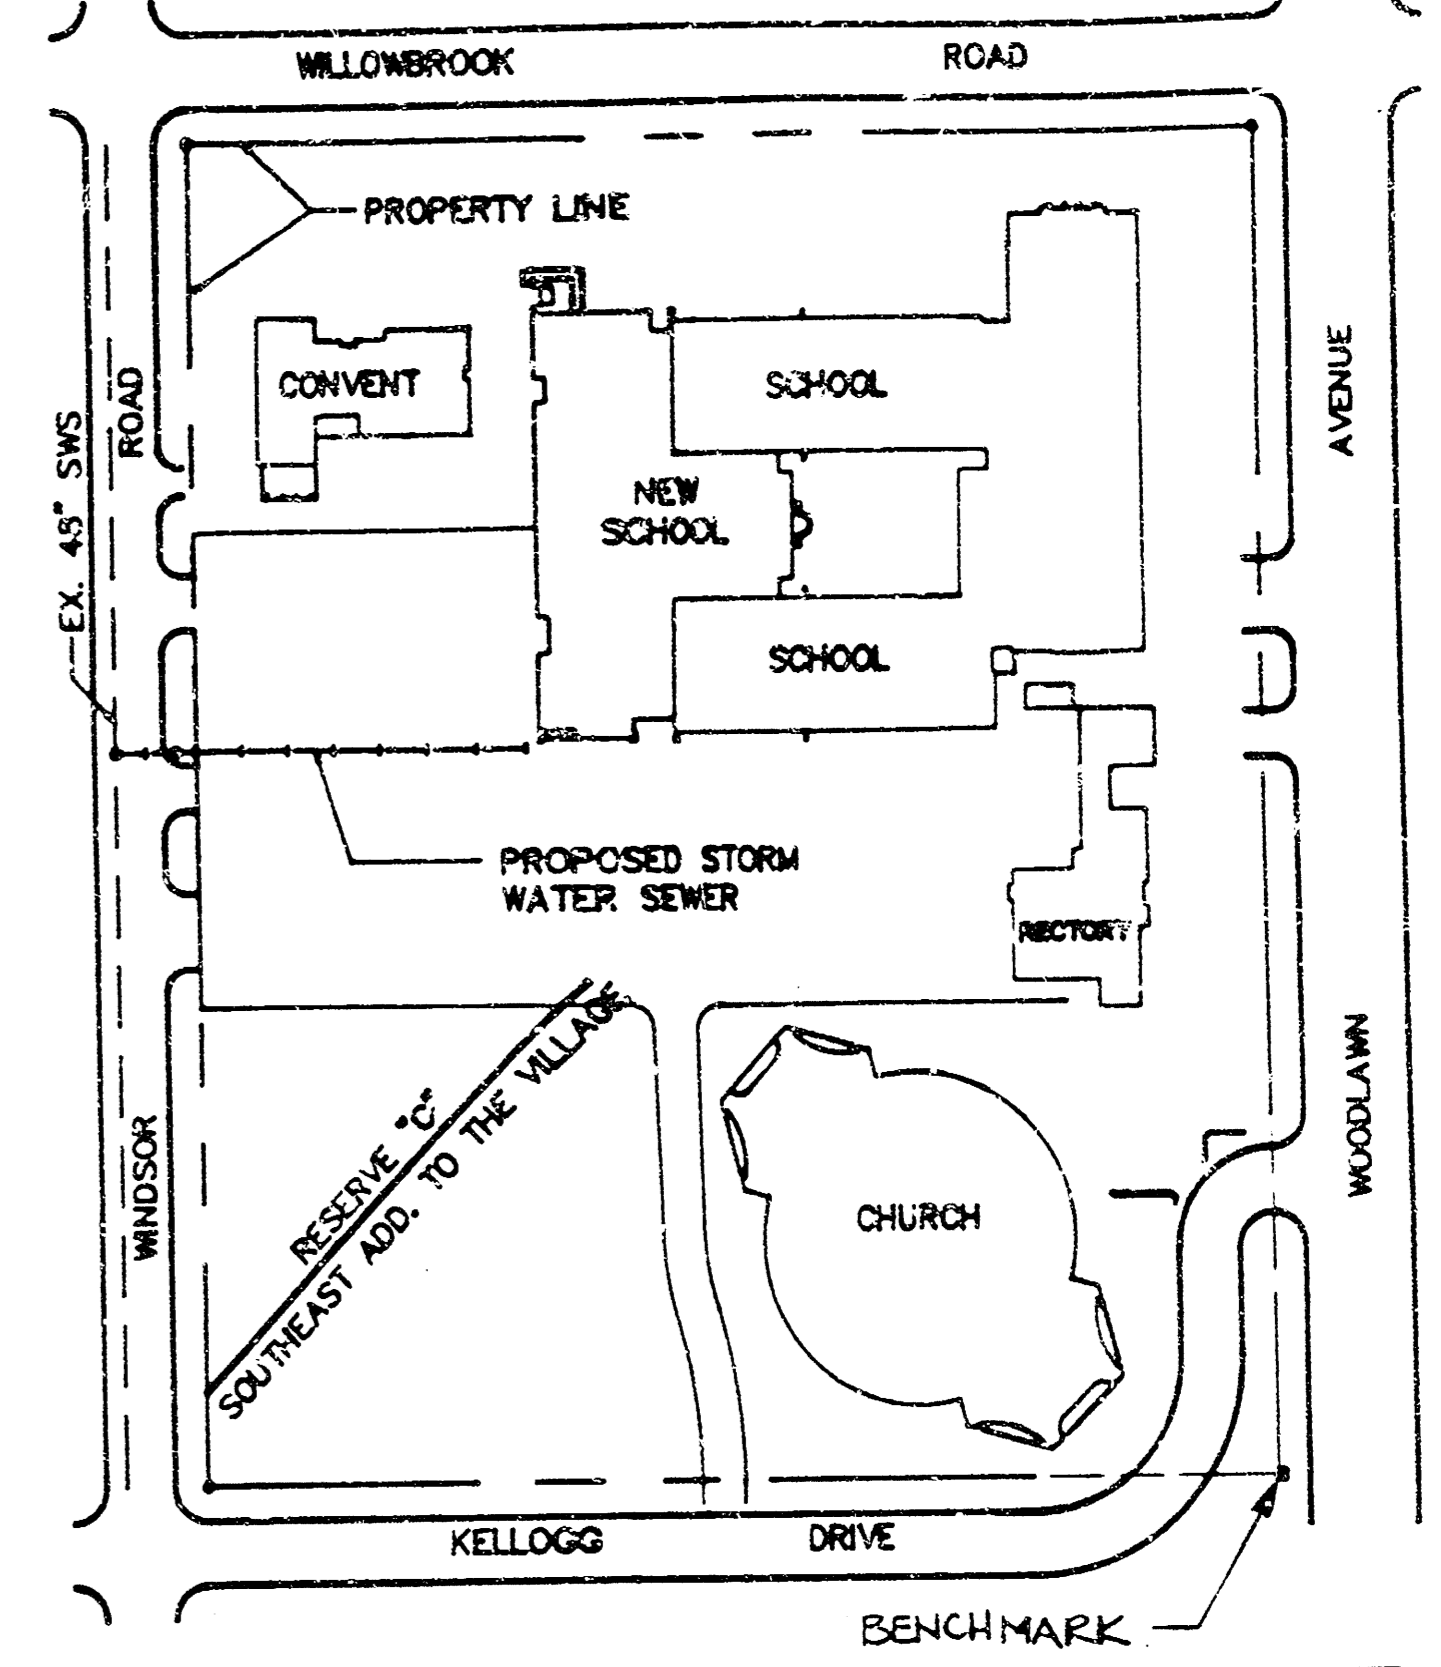 WILLOWBROOK ROAD
PROPERTY LINE
CONVENT
SCHOOL
NEW
SCHOOL
SCHOOL
EX. 48" SWS
ROAD
AVENUE
PROPOSED STORM
WATER SEWER
RECTORY
RESERVE "C"
SOUTHEAST ADD. TO THE VILLAGE
WINDSOR
CHURCH
WOODLAWN
KELLOGG DRIVE
BENCHMARK